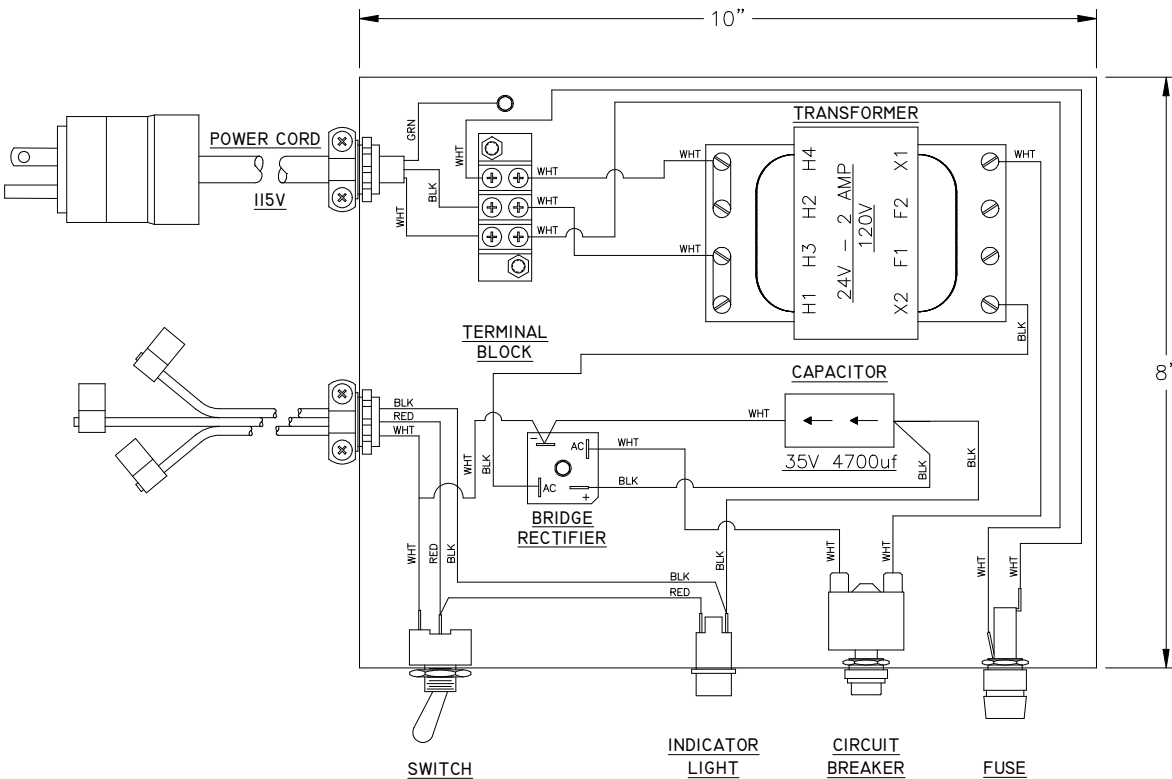 10"
POWER CORD
115V
GRN
BLK
WHT
WHT
WHT
WHT
WHT
TRANSFORMER
WHT
WHT
H4
H2
H3
H1
24V - 2 AMP
120V
X1
F2
F1
X2
WHT
BLK
8"
TERMINAL
BLOCK
CAPACITOR
35V 4700uf
WHT
BLK
BLK
BLK
RED
WHT
WHT
BLK
-
AC
WHT
AC
+
BLK
BRIDGE
RECTIFIER
WHT
RED
BLK
BLK
RED
BLK
WHT
WHT
WHT
WHT
SWITCH
INDICATOR
LIGHT
CIRCUIT
BREAKER
FUSE